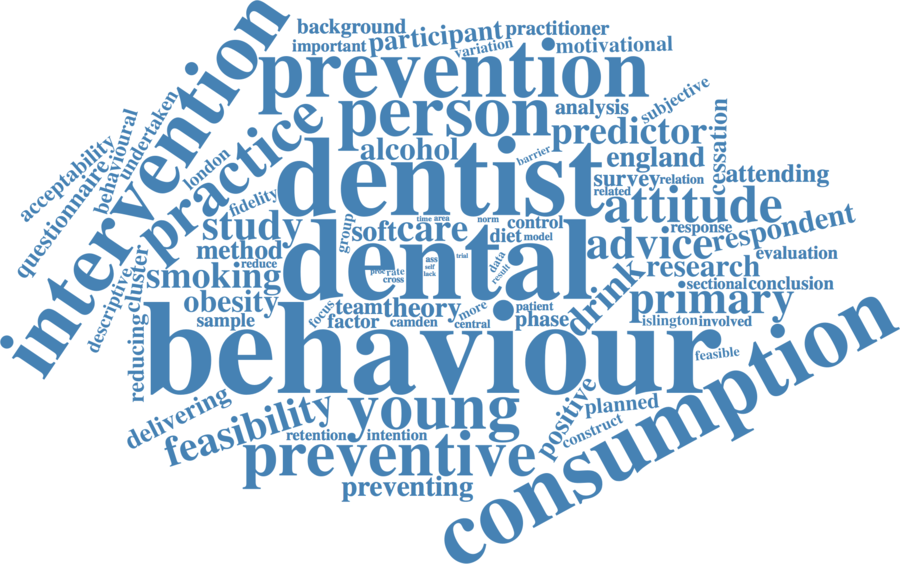 background
important
participant
practitioner
variation
motivational
prevention
intervention
person
analysis
subjective
practice
predictor
cessation
undertaken
behavioural
acceptability
questionnaire
alcohol
barrier
england
london
dentist
survey
relation
attending
related
fidelity
attitude
study
group
time
area
norm
softcare
control
response
respondent
diet
model
advice
method
dental
evaluation
reduce
ass
trial
data
result
self
lack
proc
rate
cross
research
smoking
cluster
descriptive
drink
sectional
conclusion
obesity
primary
focus
team
theory
more
patient
sample
factor
camden
central
phase
islington
involved
reducing
behaviour
feasible
consumption
delivering
feasibility
young
positive
planned
construct
retention
intention
preventive
preventing